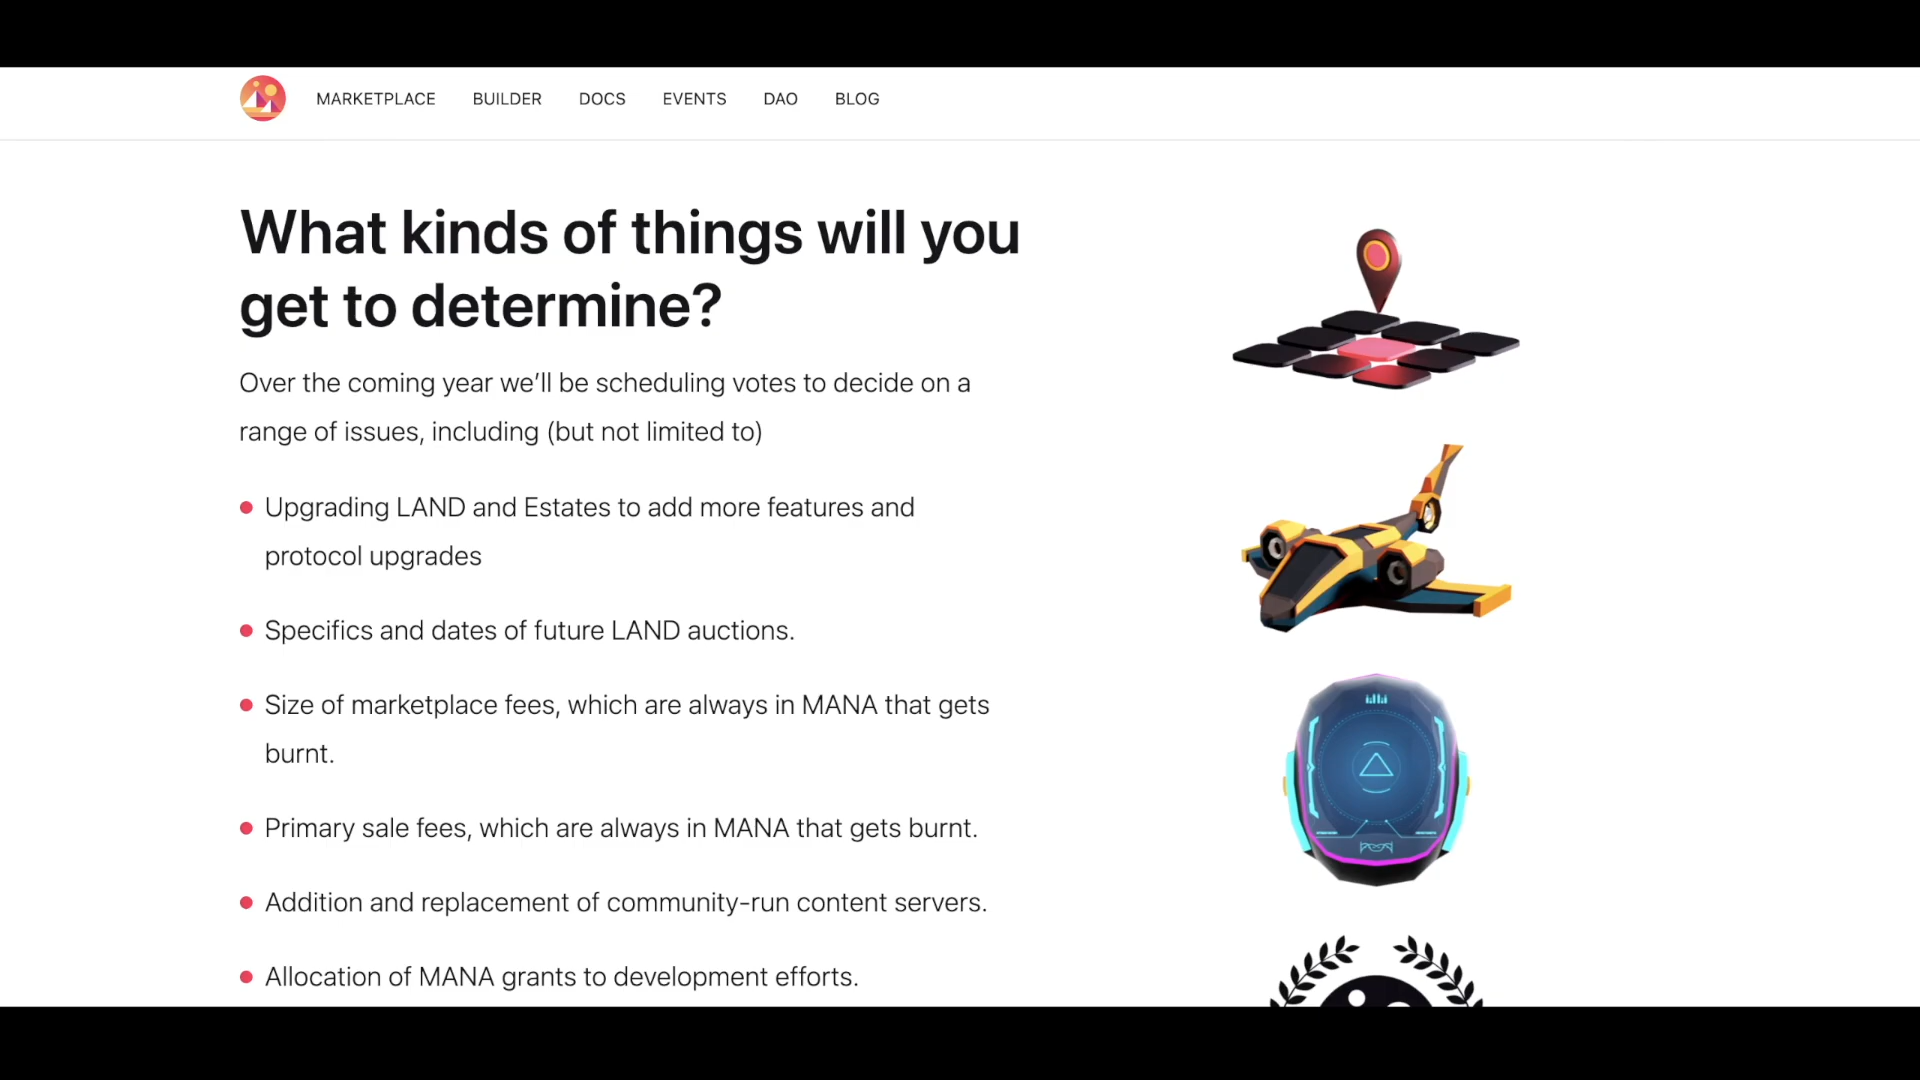 MARKETPLACE BUILDER DOCS EVENTS DAO BLOG
What kinds of things will you
get to determine?
Over the coming year we’ll be scheduling votes to decide on a
range of issues, including (but not limited to)
Upgrading LAND and Estates to add more features and
protocol upgrades
Specifics and dates of future LAND auctions.
Size of marketplace fees, which are always in MANA that gets
burnt.
Primary sale fees, which are always in MANA that gets burnt.
Addition and replacement of community-run content servers.
Allocation of MANA grants to development efforts.